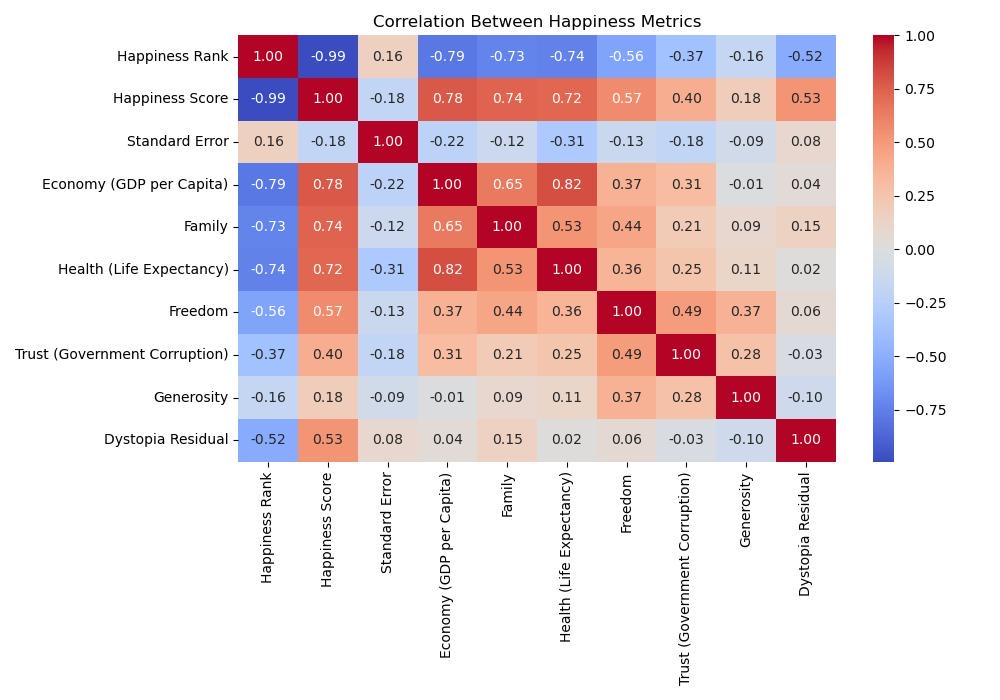 Correlation Between Happiness Metrics
Happiness Rank 1.00 -0.99 0.16 -0.79 -0.73 -0.74 -0.56 -0.37 -0.16 -0.52
Happiness Score -0.99 1.00 -0.18 0.78 0.74 0.72 0.57 0.40 0.18 0.53
Standard Error 0.16 -0.18 1.00 -0.22 -0.12 -0.31 -0.13 -0.18 -0.09 0.08
Economy (GDP per Capita) -0.79 0.78 -0.22 1.00 0.65 0.82 0.37 0.31 -0.01 0.04
Family -0.73 0.74 -0.12 0.65 1.00 0.53 0.44 0.21 0.09 0.15
Health (Life Expectancy) -0.74 0.72 -0.31 0.82 0.53 1.00 0.36 0.25 0.11 0.02
Freedom -0.56 0.57 -0.13 0.37 0.44 0.36 1.00 0.49 0.37 0.06
Trust (Government Corruption) -0.37 0.40 -0.18 0.31 0.21 0.25 0.49 1.00 0.28 -0.03
Generosity -0.16 0.18 -0.09 -0.01 0.09 0.11 0.37 0.28 1.00 -0.10
Dystopia Residual -0.52 0.53 0.08 0.04 0.15 0.02 0.06 -0.03 -0.10 1.00
Happiness Rank
Happiness Score
Standard Error
Economy (GDP per Capita)
Family
Health (Life Expectancy)
Freedom
Trust (Government Corruption)
Generosity
Dystopia Residual
1.00
0.75
0.50
0.25
0.00
−0.25
−0.50
−0.75